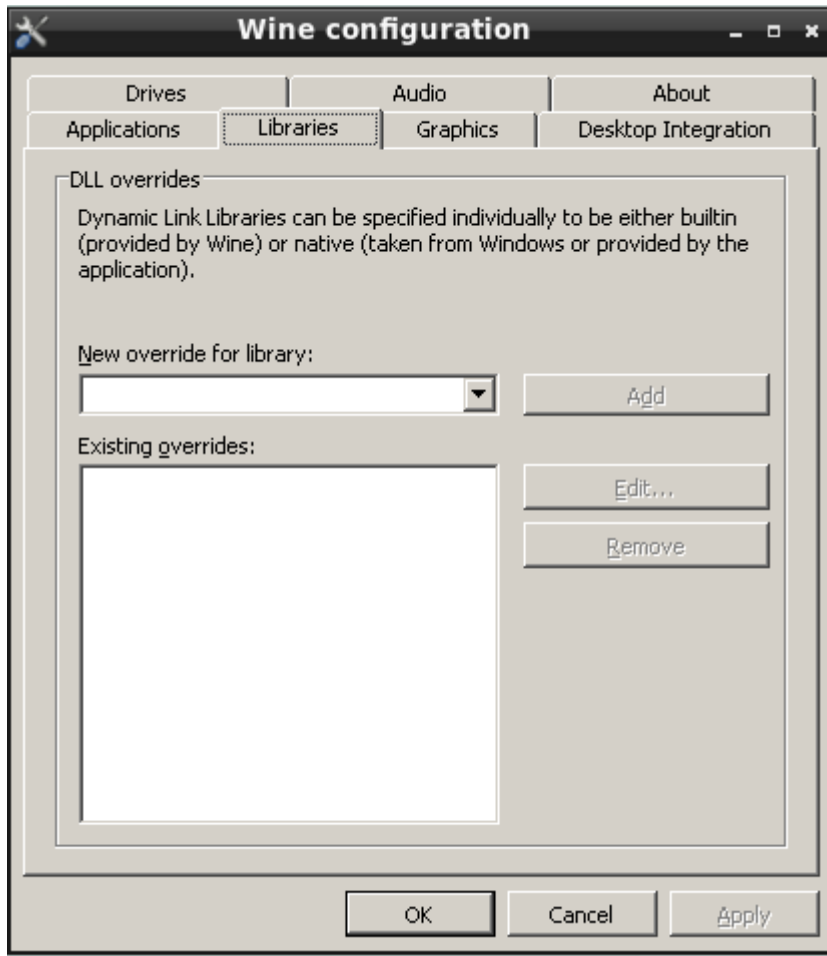 Wine configuration
Drives Audio About
Applications Libraries Graphics Desktop Integration
DLL overrides
Dynamic Link Libraries can be specified individually to be either builtin
(provided by Wine) or native (taken from Windows or provided by the
application).
New override for library:
Add
Existing overrides:
Edit...
Remove
OK Cancel Apply